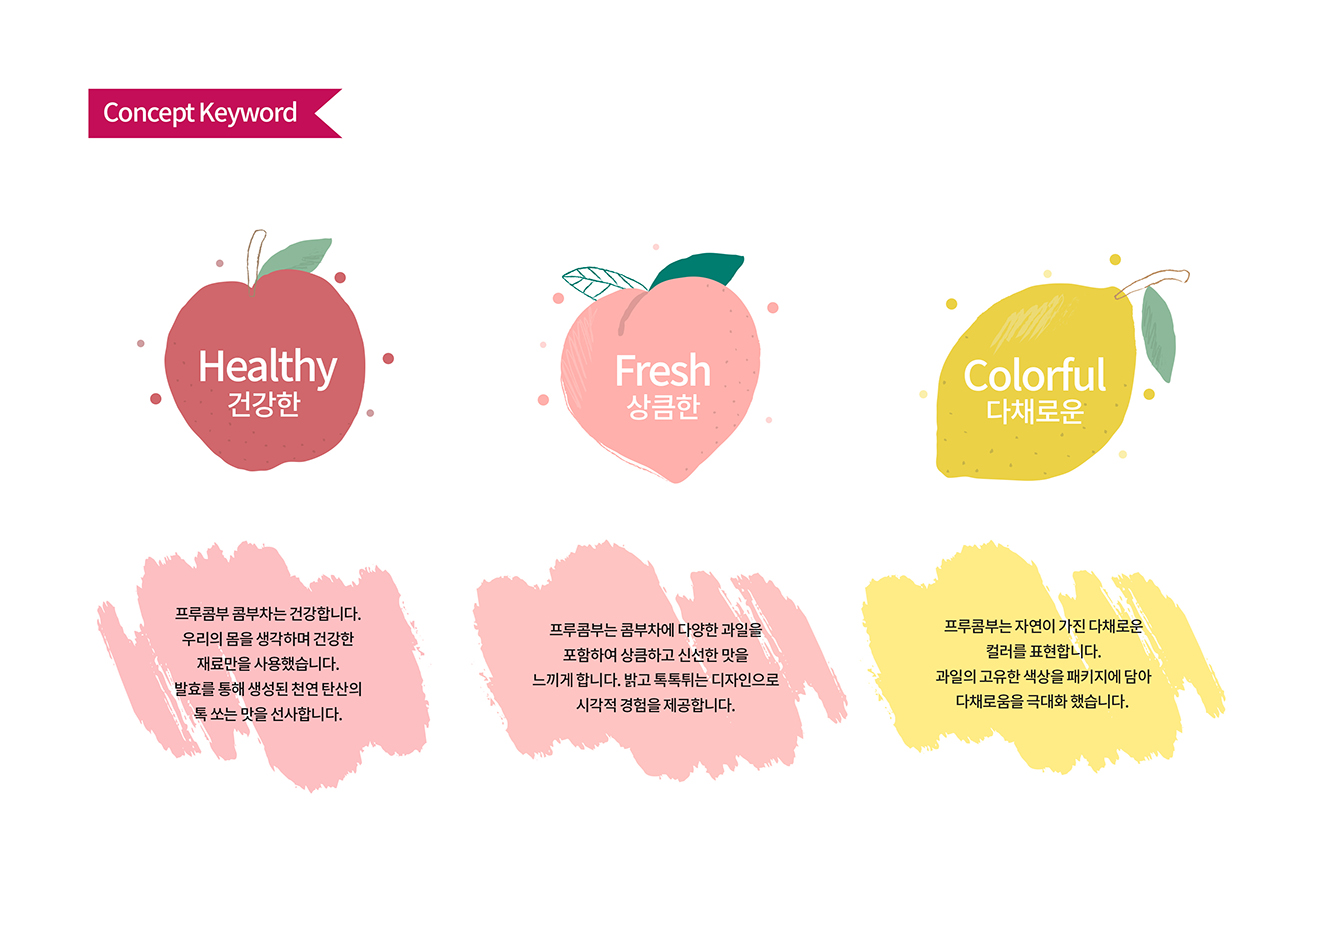 Concept Keyword
Healthy
건강한
Fresh
상큼한
Colorful
다채로운
프루콤부 콤부차는 건강합니다.
우리의 몸을 생각하며 건강한
재료만을 사용했습니다.
발효를 통해 생성된 천연 탄산의
톡 쏘는 맛을 선사합니다.
프루콤부는 콤부차에 다양한 과일을
포함하여 상큼하고 신선한 맛을
느끼게 합니다. 밝고 톡톡튀는 디자인으로
시각적 경험을 제공합니다.
프루콤부는 자연이 가진 다채로운
컬러를 표현합니다.
과일의 고유한 색상을 패키지에 담아
다채로움을 극대화 했습니다.